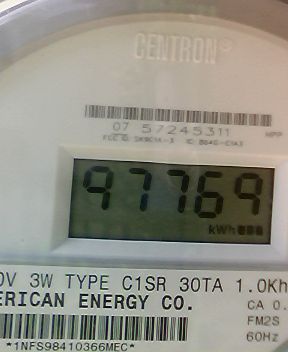 CENTRON®
07 57245311
97769
kWh
0V 3W TYPE C1SR 30TA 1.0Kh
ERICAN ENERGY CO.
CA 0.
FM2S
60Hz
*1NFS98410366MEC*